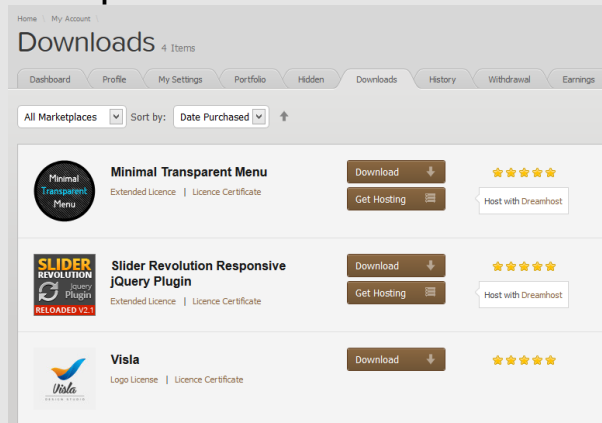 Home \ My Account \
Downloads 4 Items
Dashboard Profile My Settings Portfolio Hidden Downloads History Withdrawal Earnings
All Marketplaces Sort by: Date Purchased
Minimal
Transparent
Menu
Minimal Transparent Menu
Extended Licence | Licence Certificate
Download
Get Hosting
Host with Dreamhost
SLIDER
REVOLUTION
jquery
Plugin
RELOADED V2.1
Slider Revolution Responsive
jQuery Plugin
Extended Licence | Licence Certificate
Download
Get Hosting
Host with Dreamhost
Visla
DESIGN STUDIO
Visla
Logo License | Licence Certificate
Download